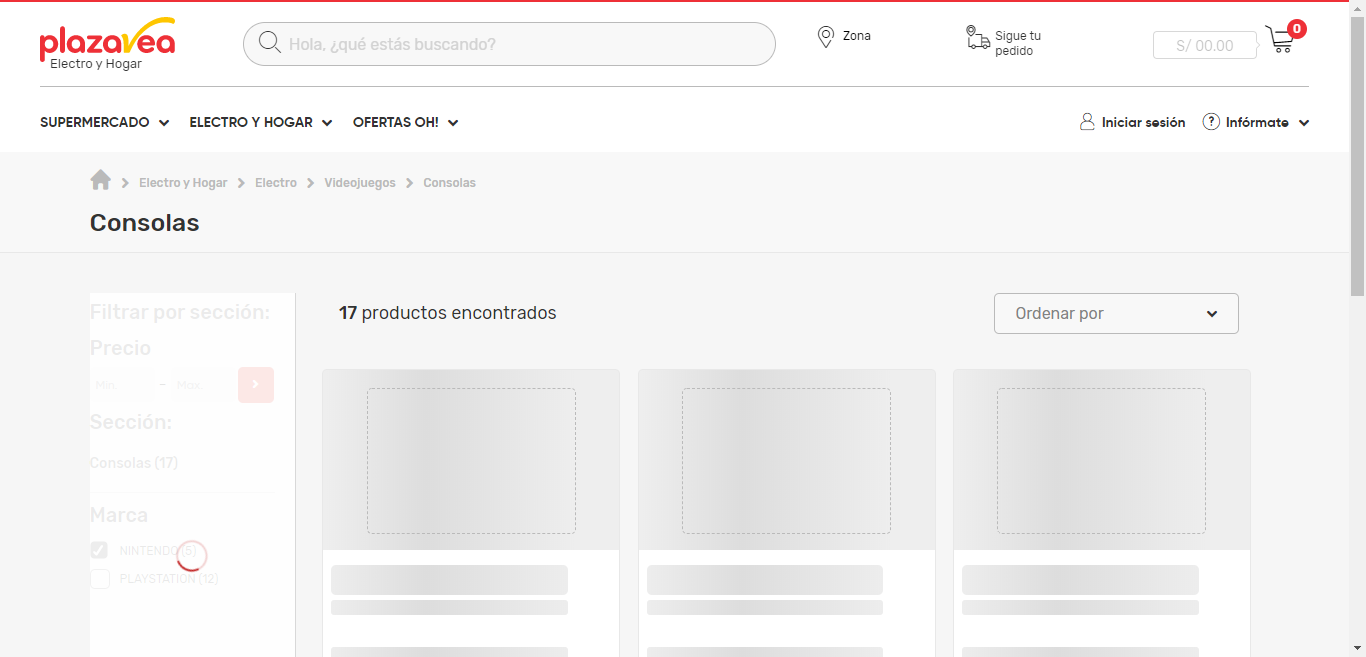 plazavea
Electro y Hogar
Hola, ¿qué estás buscando?
Zona
Sigue tu
pedido
S/ 00.00
0
SUPERMERCADO
ELECTRO Y HOGAR
OFERTAS OH!
Iniciar sesión
?
Infórmate
Electro y Hogar
Electro
Videojuegos
Consolas
Consolas
Filtrar por sección:
17 productos encontrados
Ordenar por
Precio
Min. - Max
Sección:
Consolas (17)
Marca
NINTENDO (5)
PLAYSTATION (12)